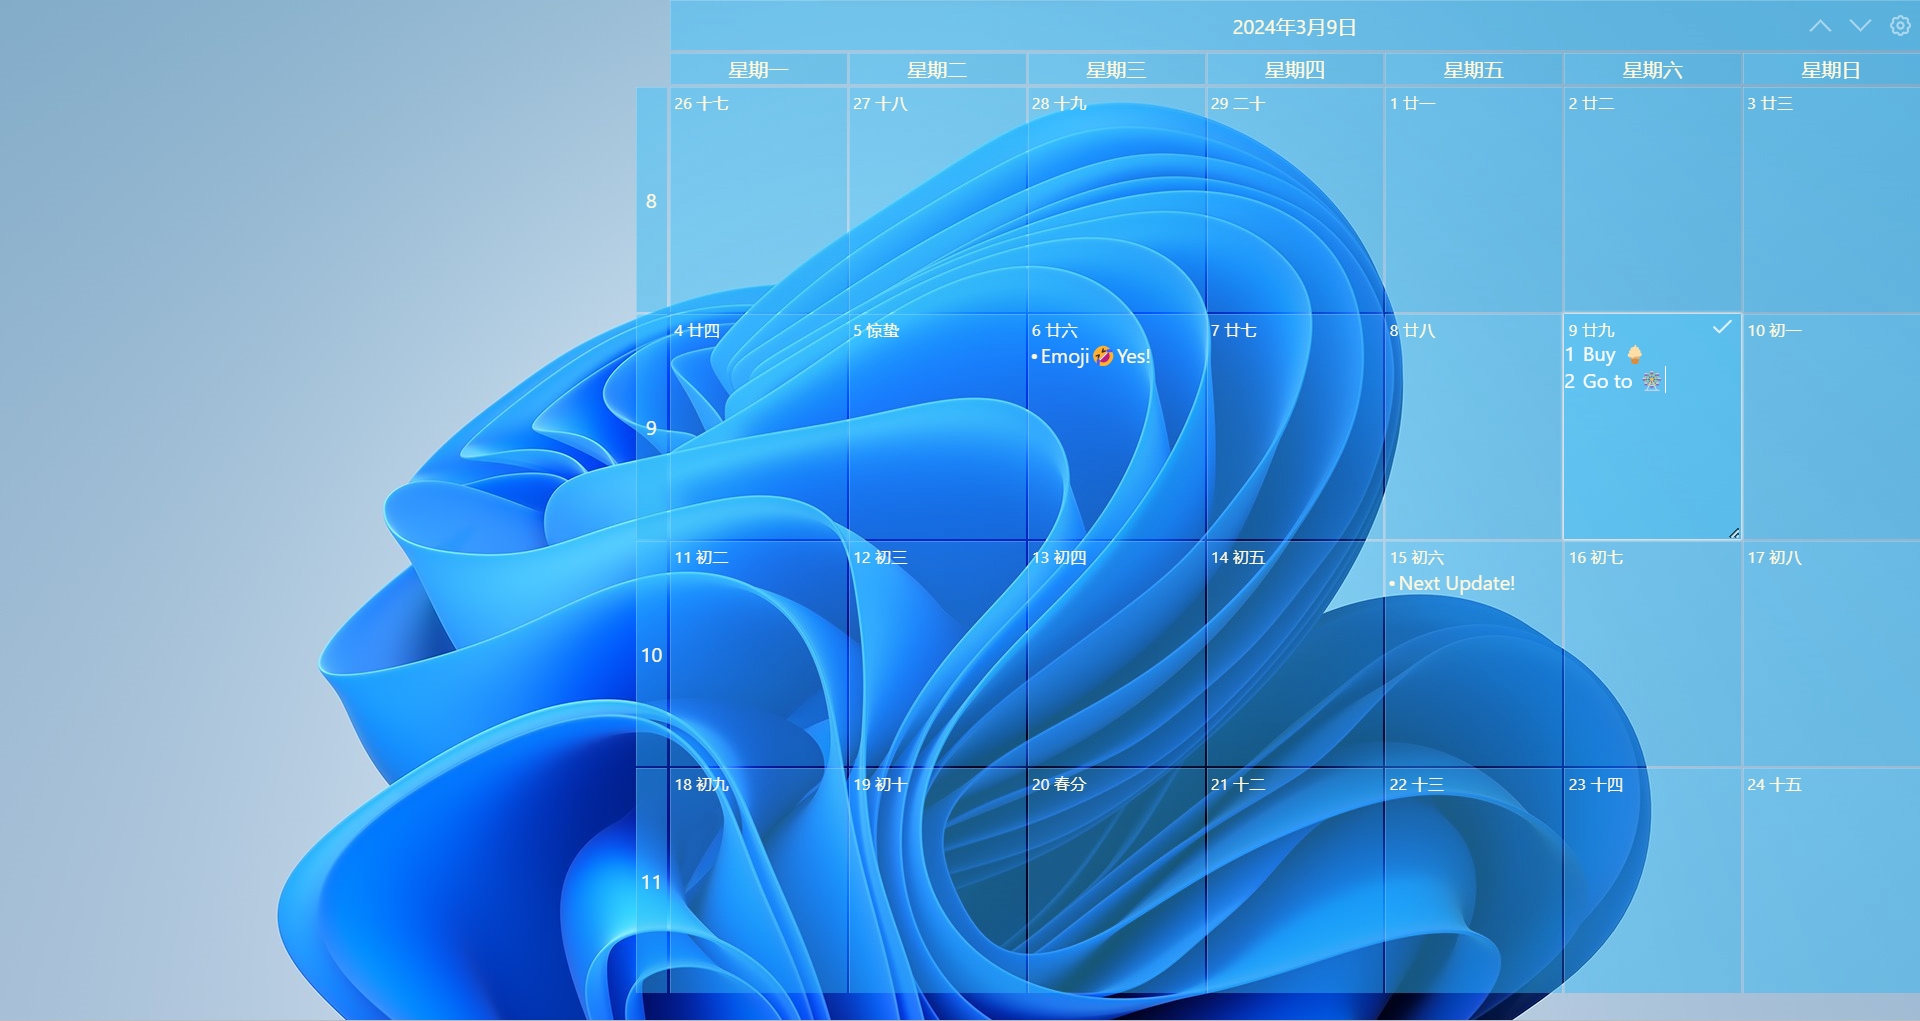 2024年3月9日
星期一 星期二 星期三 星期四 星期五 星期六 星期日
26 十七 27 十八 28 十九 29 二十 1 廿一 2 廿二 3 廿三
8
4 廿四 5 惊蛰 6 廿六 7 廿七 8 廿八 9 廿九 10 初一
•Emoji🤣Yes!
1 Buy 🍦
2 Go to 🎡
9
11 初二 12 初三 13 初四 14 初五 15 初六 16 初七 17 初八
•Next Update!
10
18 初九 19 初十 20 春分 21 十二 22 十三 23 十四 24 十五
11